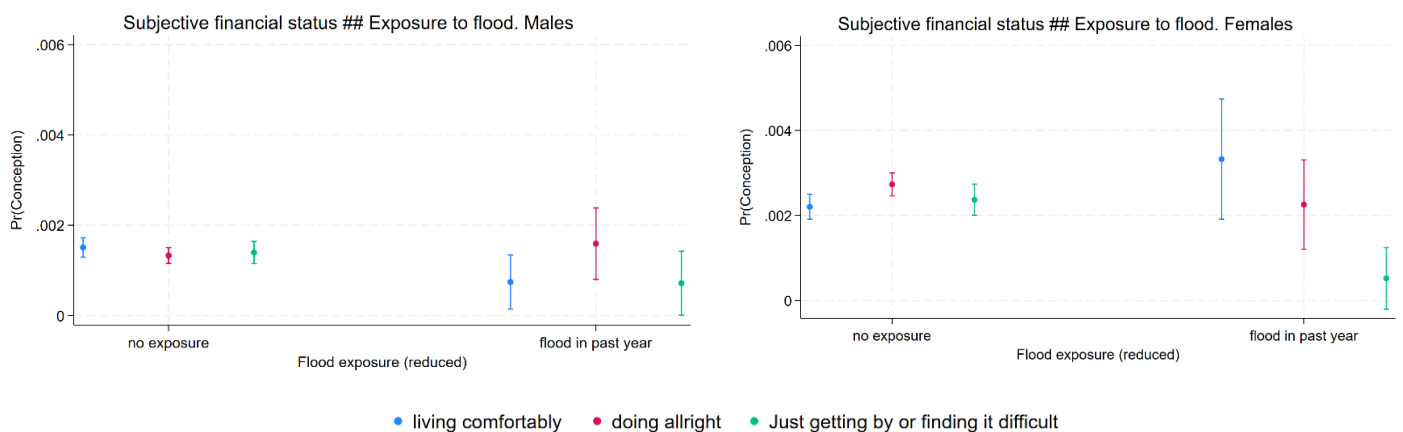 Subjective financial status ## Exposure to flood. Males
.006
.004
.002
0
Pr(Conception)
no exposure
flood in past year
Flood exposure (reduced)
Subjective financial status ## Exposure to flood. Females
.006
.004
.002
0
Pr(Conception)
no exposure
flood in past year
Flood exposure (reduced)
living comfortably
doing allright
Just getting by or finding it difficult